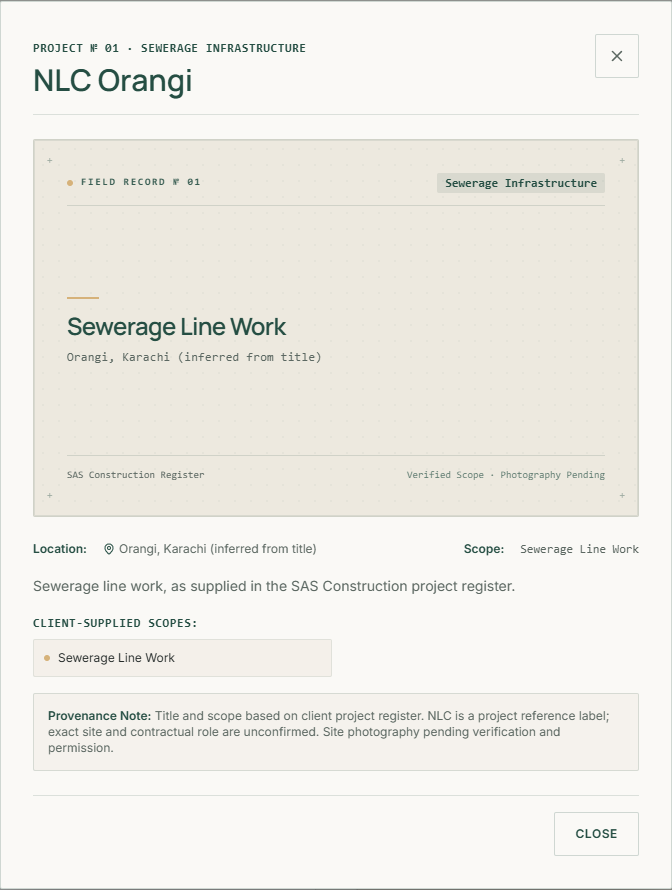 PROJECT № 01 · SEWERAGE INFRASTRUCTURE
NLC Orangi
FIELD RECORD № 01
Sewerage Infrastructure
Sewerage Line Work
Orangi, Karachi (inferred from title)
SAS Construction Register
Verified Scope · Photography Pending
Location: Orangi, Karachi (inferred from title)
Scope: Sewerage Line Work
Sewerage line work, as supplied in the SAS Construction project register.
CLIENT-SUPPLIED SCOPES:
Sewerage Line Work
Provenance Note: Title and scope based on client project register. NLC is a project reference label;
exact site and contractual role are unconfirmed. Site photography pending verification and
permission.
CLOSE